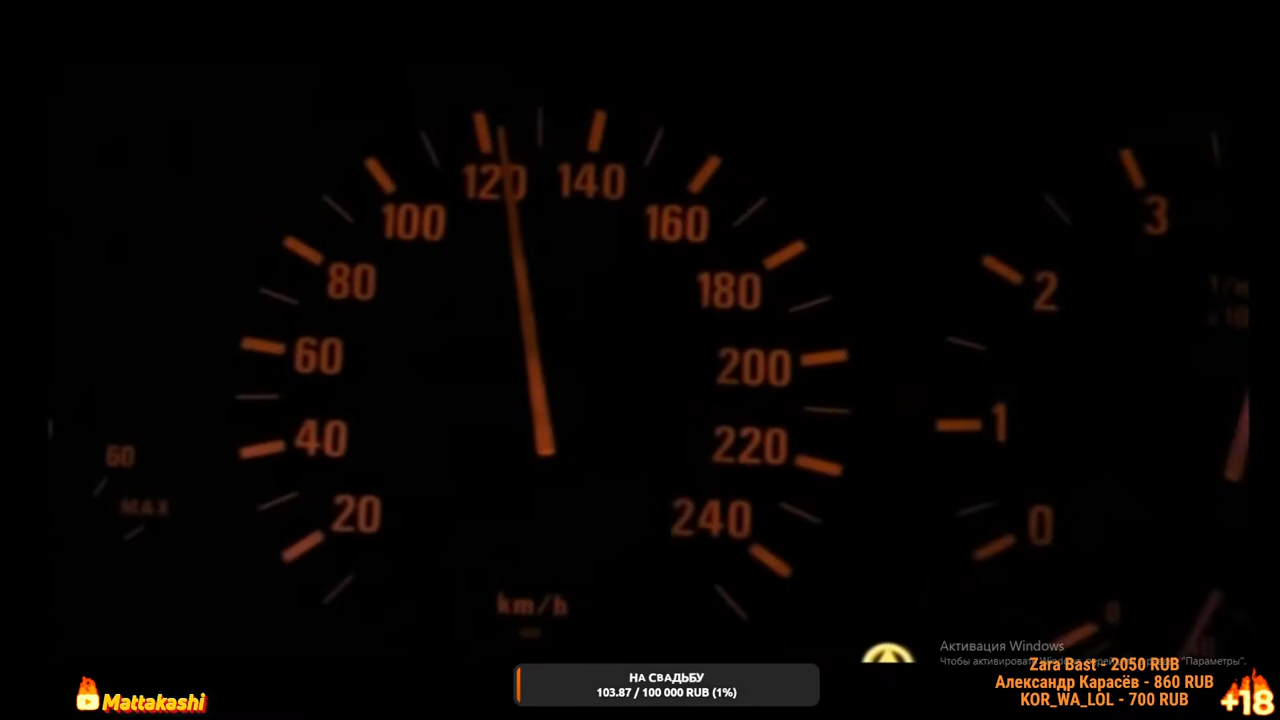 120 140
100 160
80 180
60 200
40 220
20 240
km/h
60
MAX
3
2
1
0
Активация Windows
Чтобы активировать Windows
"Параметры".
Zara Bast - 2050 RUB
Александр Карасёв - 860 RUB
KOR_WA_LOL - 700 RUB
+18
НА СВАДЬБУ
103.87 / 100 000 RUB (1%)
Mattakashi